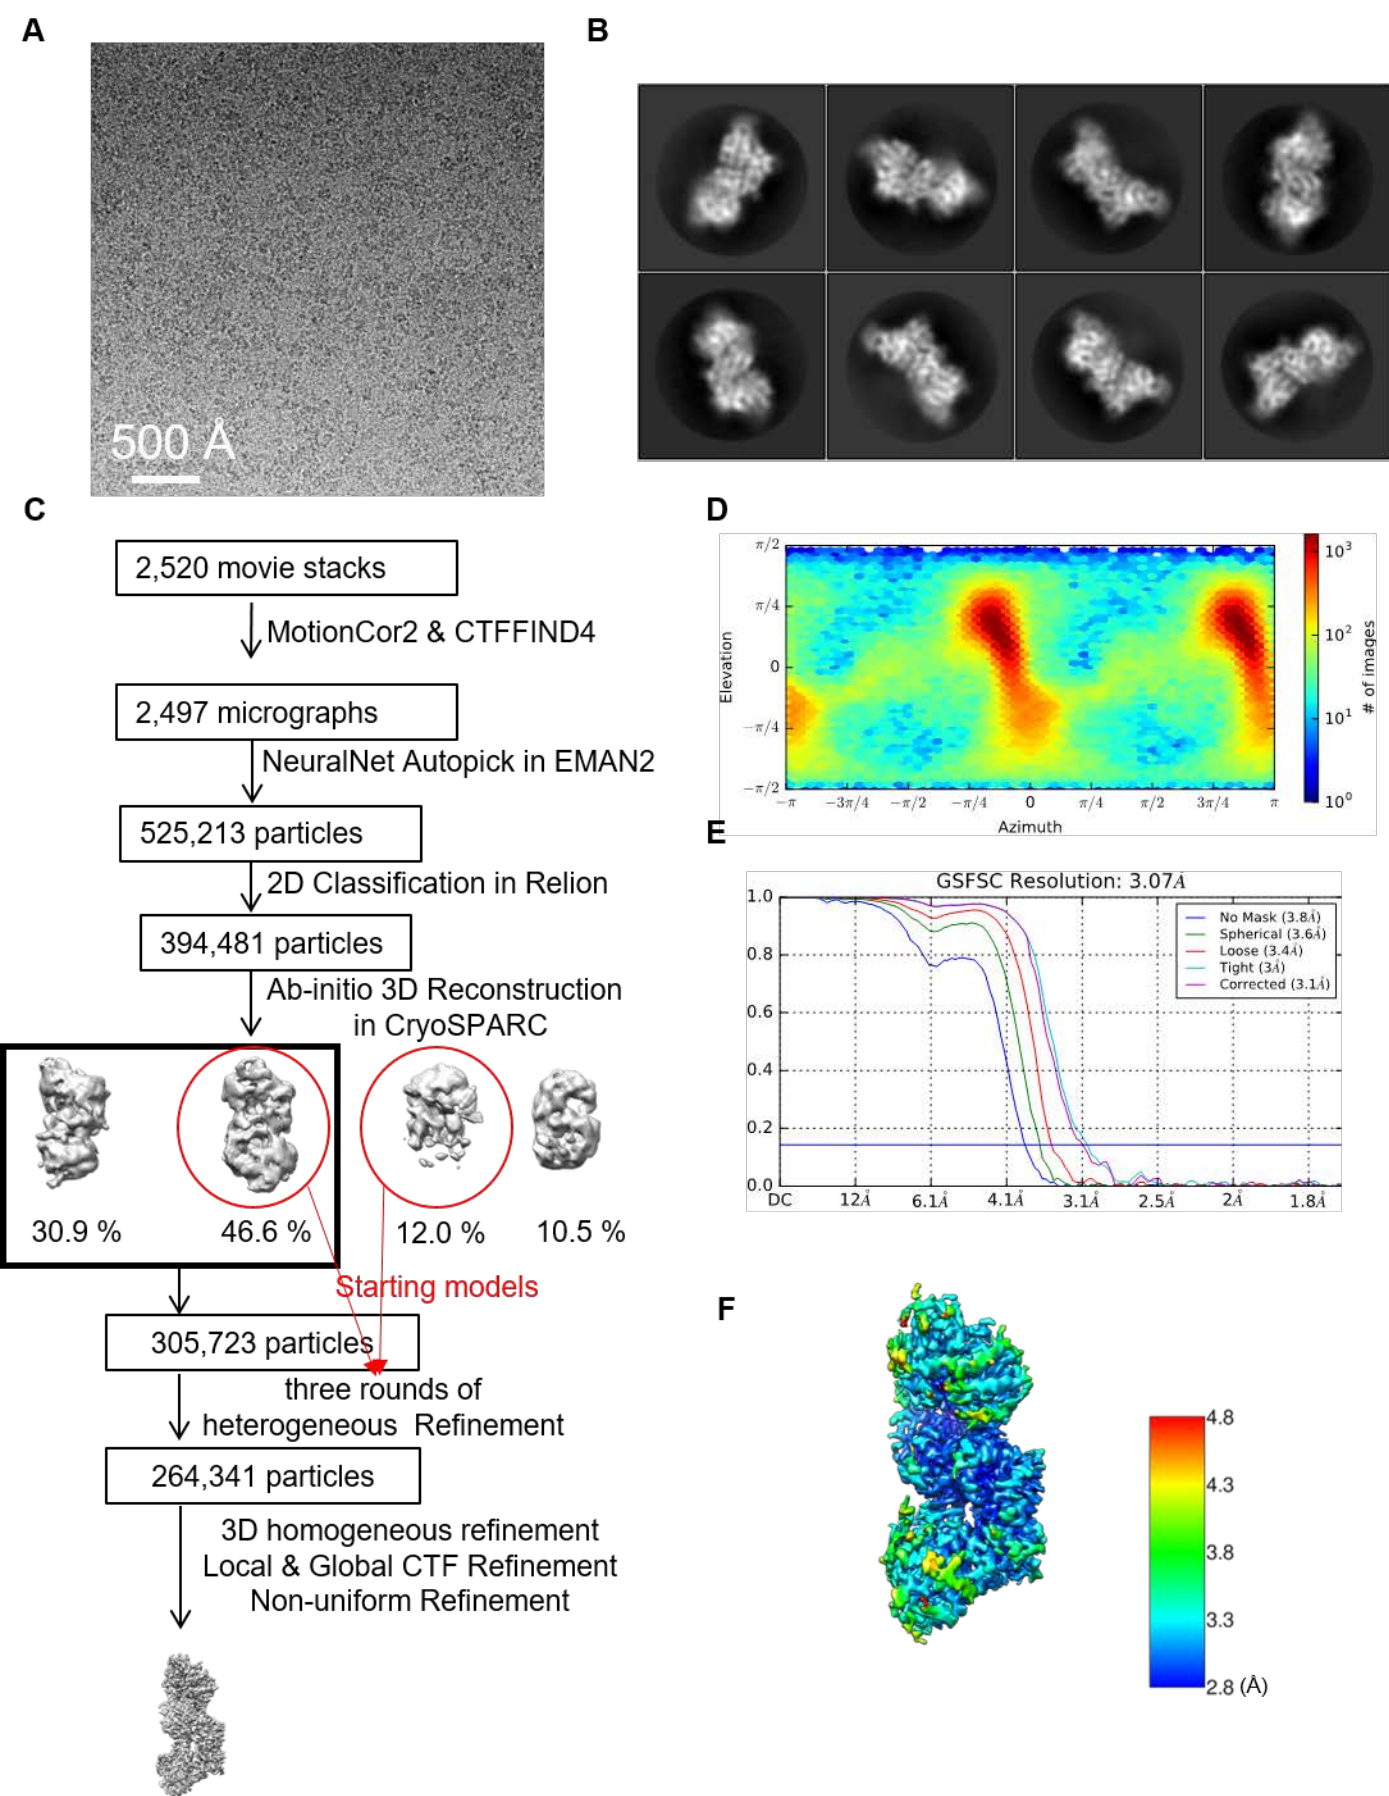 A
B
500 Å
C
2,520 movie stacks
MotionCor2 & CTFFIND4
2,497 micrographs
NeuralNet Autopick in EMAN2
525,213 particles
2D Classification in Relion
394,481 particles
Ab-initio 3D Reconstruction
in CryoSPARC
30.9 %
46.6 %
12.0 %
10.5 %
Starting models
305,723 particles
three rounds of
heterogeneous Refinement
264,341 particles
3D homogeneous refinement
Local & Global CTF Refinement
Non-uniform Refinement
D
π/2
π/4
0
−π/4
−π/2
Elevation
−π
−3π/4
−π/2
−π/4
0
π/4
π/2
3π/4
π
Azimuth
10³
10²
10¹
10⁰
# of images
E
GSFSC Resolution: 3.07Å
1.0
0.8
0.6
0.4
0.2
0.0
No Mask (3.8Å)
Spherical (3.6Å)
Loose (3.4Å)
Tight (3Å)
Corrected (3.1Å)
DC
12Å
6.1Å
4.1Å
3.1Å
2.5Å
2Å
1.8Å
F
4.8
4.3
3.8
3.3
2.8 (Å)